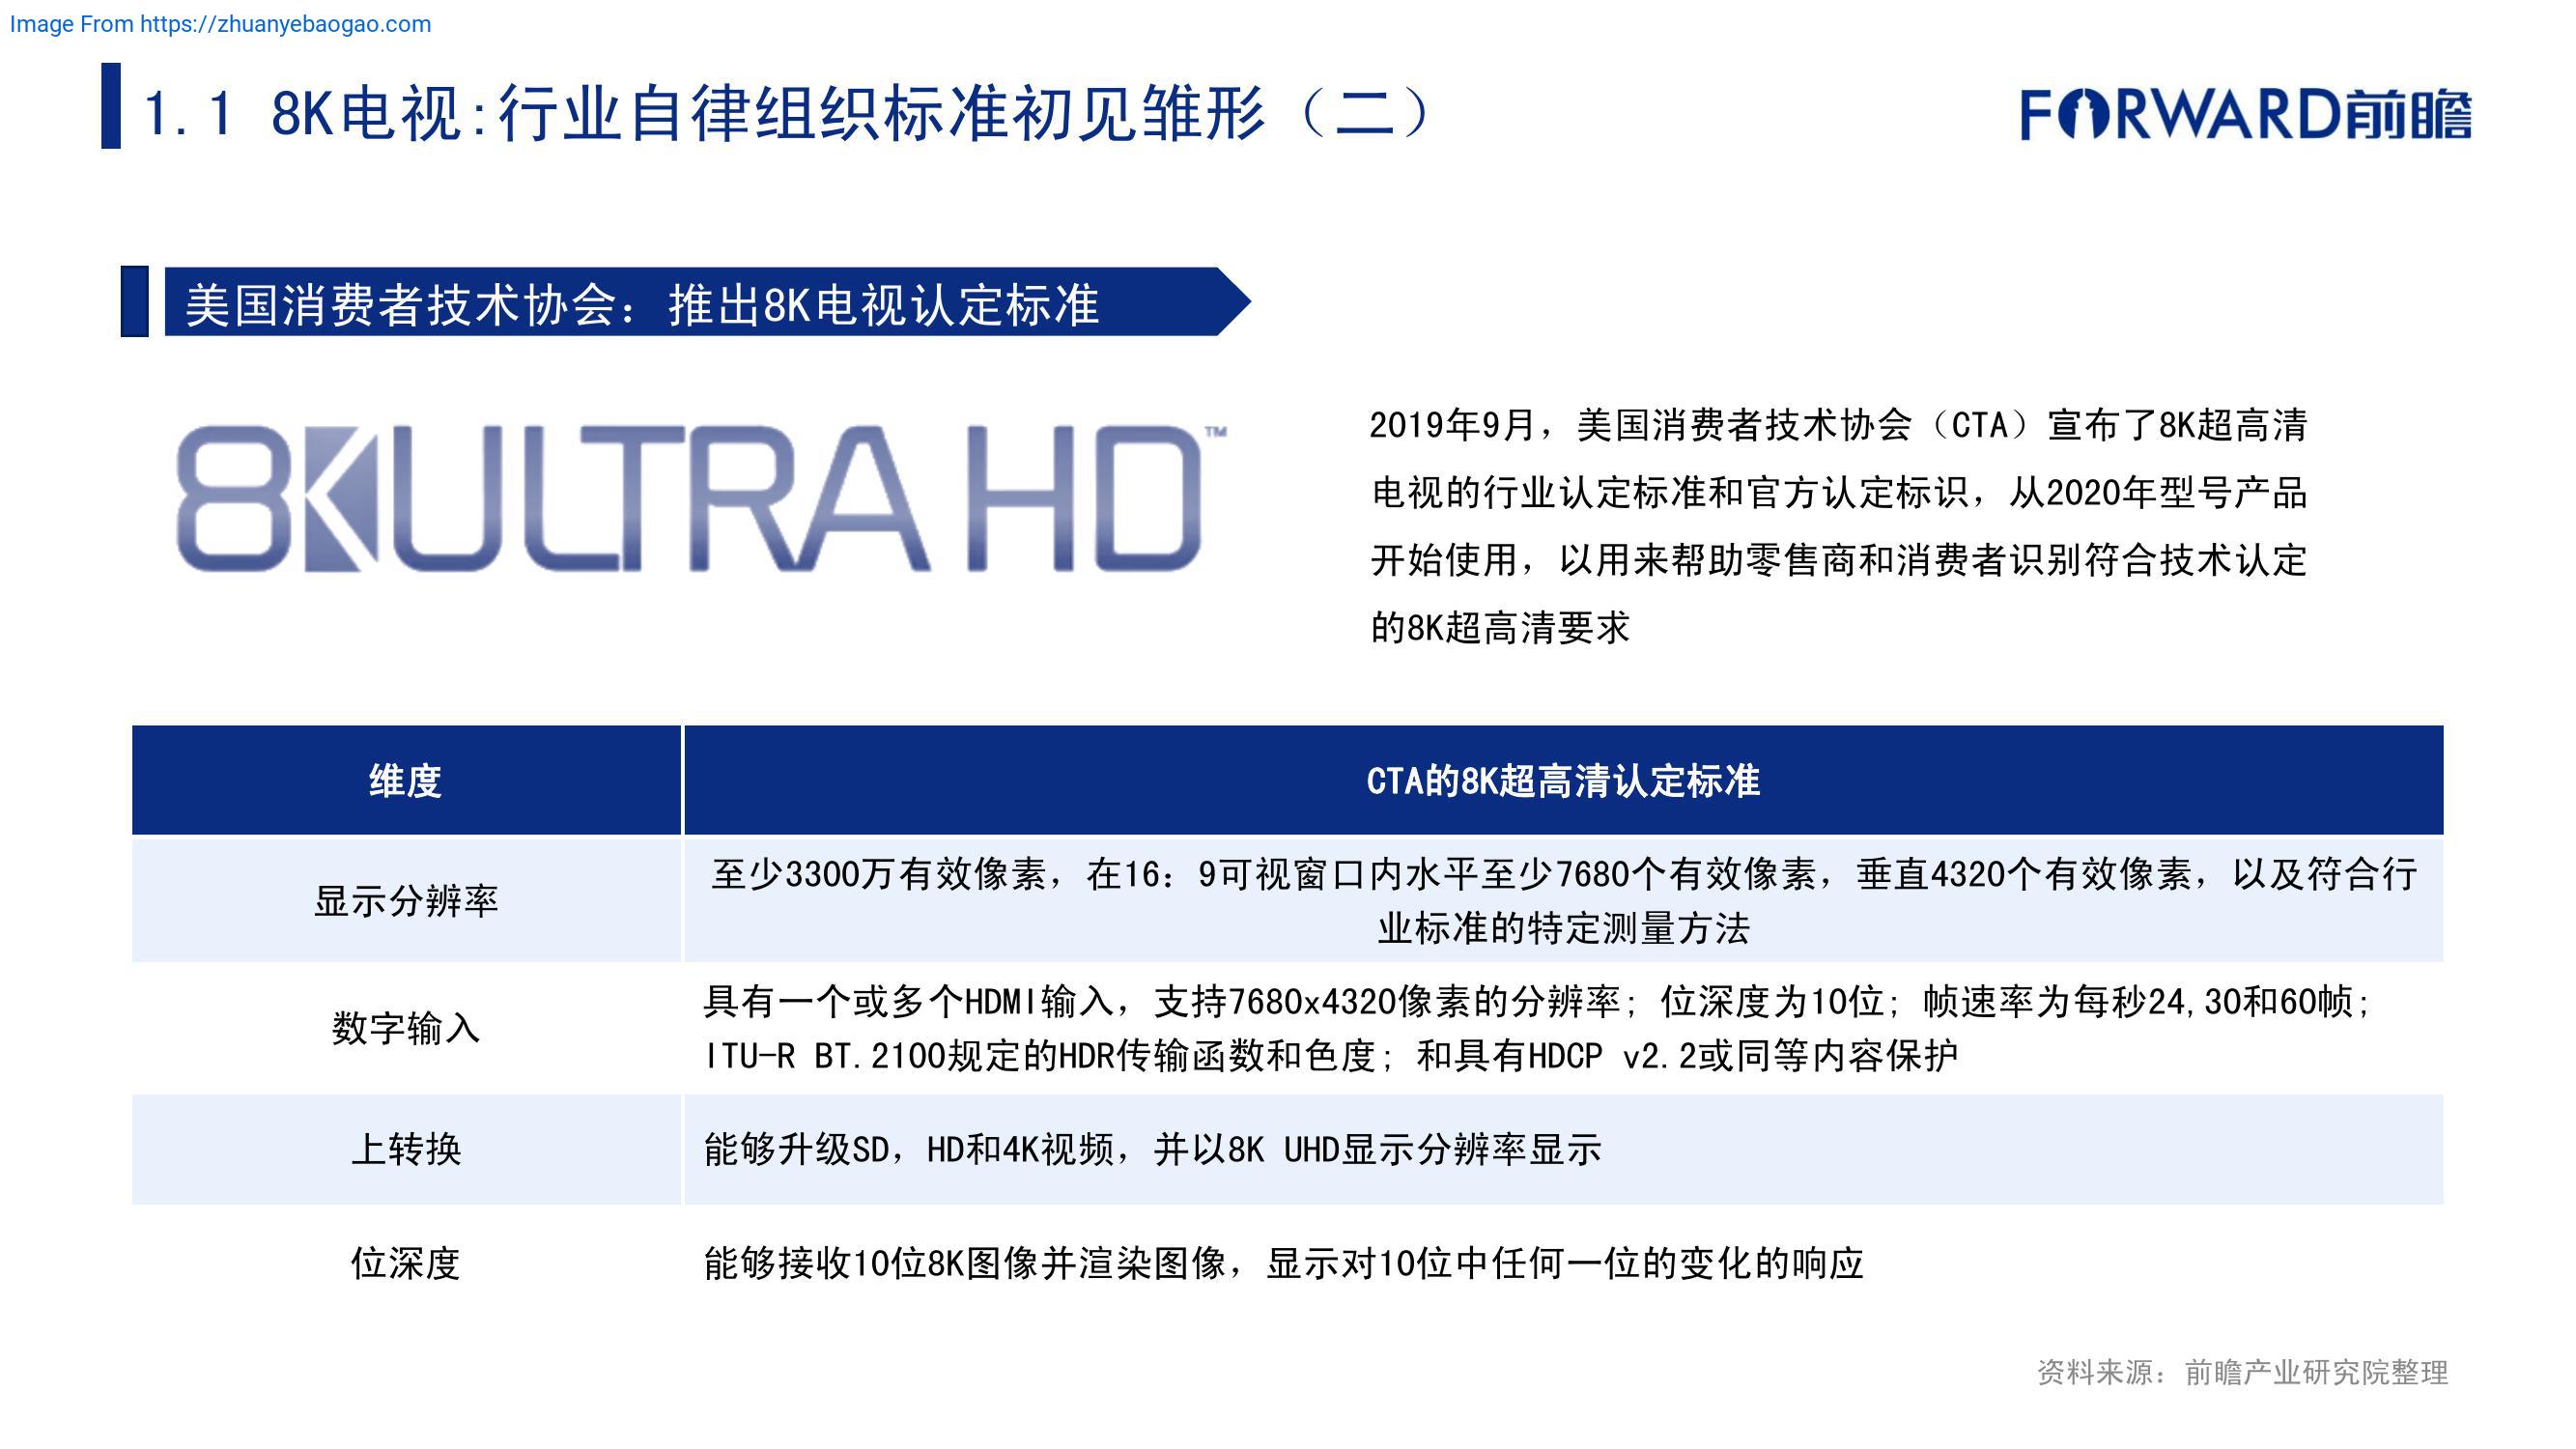 Image From https://zhuanyebaogao.com
1.1 8K电视:行业自律组织标准初见雏形（二）
FORWARD前瞻
美国消费者技术协会：推出8K电视认定标准
8K ULTRA HD™
2019年9月，美国消费者技术协会（CTA）宣布了8K超高清
电视的行业认定标准和官方认定标识，从2020年型号产品
开始使用，以用来帮助零售商和消费者识别符合技术认定
的8K超高清要求
维度
CTA的8K超高清认定标准
显示分辨率
至少3300万有效像素，在16：9可视窗口内水平至少7680个有效像素，垂直4320个有效像素，以及符合行
业标准的特定测量方法
数字输入
具有一个或多个HDMI输入，支持7680x4320像素的分辨率；位深度为10位；帧速率为每秒24,30和60帧；
ITU-R BT.2100规定的HDR传输函数和色度；和具有HDCP v2.2或同等内容保护
上转换
能够升级SD，HD和4K视频，并以8K UHD显示分辨率显示
位深度
能够接收10位8K图像并渲染图像，显示对10位中任何一位的变化的响应
资料来源：前瞻产业研究院整理